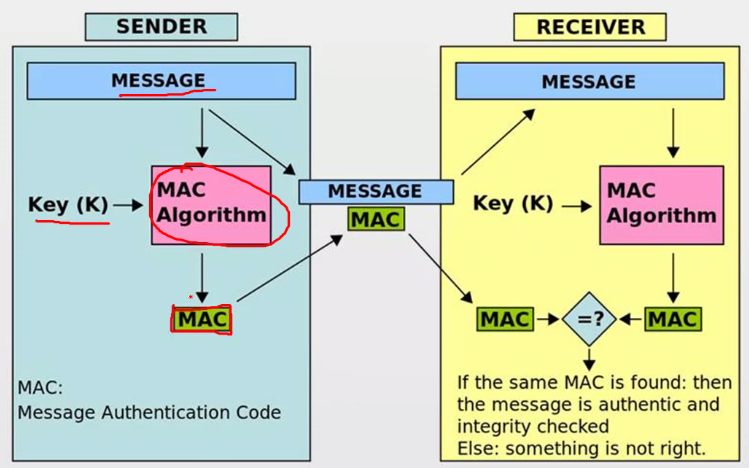 SENDER
RECEIVER
MESSAGE
MESSAGE
MESSAGE
MAC
Key (K)
MAC
Algorithm
Key (K)
MAC
Algorithm
MAC
MAC
=?
MAC
MAC:
Message Authentication Code
If the same MAC is found: then
the message is authentic and
integrity checked
Else: something is not right.